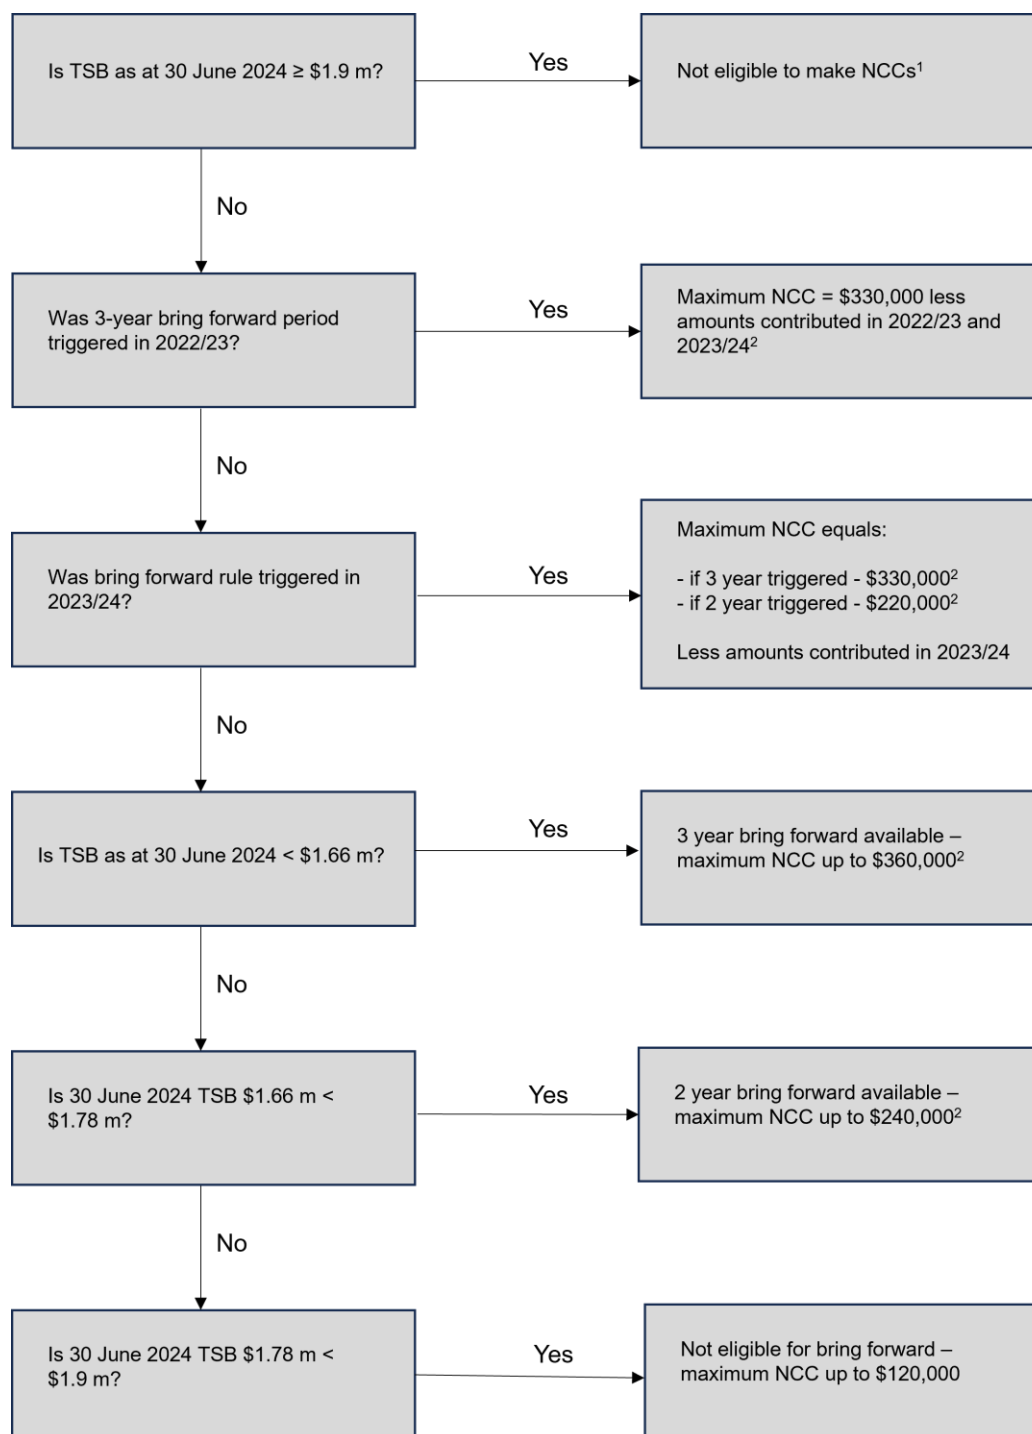 Is TSB as at 30 June 2024 ≥ $1.9 m?
Yes
Not eligible to make NCCs¹
No
Was 3-year bring forward period
triggered in 2022/23?
Yes
Maximum NCC = $330,000 less
amounts contributed in 2022/23 and
2023/24²
No
Was bring forward rule triggered in
2023/24?
Yes
Maximum NCC equals:
- if 3 year triggered - $330,000²
- if 2 year triggered - $220,000²
Less amounts contributed in 2023/24
No
Is TSB as at 30 June 2024 < $1.66 m?
Yes
3 year bring forward available –
maximum NCC up to $360,000²
No
Is 30 June 2024 TSB $1.66 m <
$1.78 m?
Yes
2 year bring forward available –
maximum NCC up to $240,000²
No
Is 30 June 2024 TSB $1.78 m <
$1.9 m?
Yes
Not eligible for bring forward –
maximum NCC up to $120,000